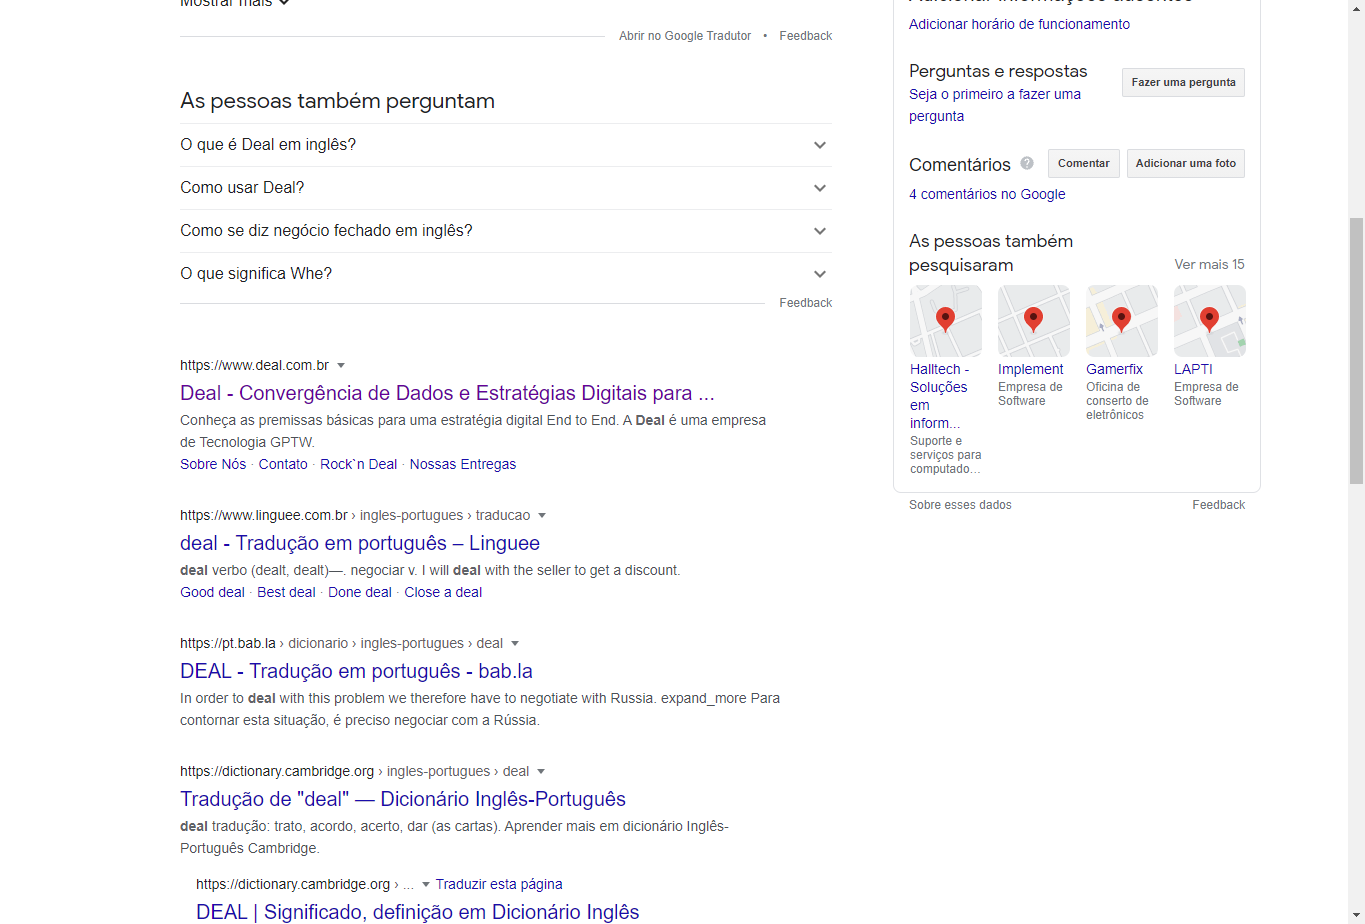 Mostrar mais
Abrir no Google Tradutor • Feedback
As pessoas também perguntam
O que é Deal em inglês?
Como usar Deal?
Como se diz negócio fechado em inglês?
O que significa Whe?
Feedback
https://www.deal.com.br
Deal - Convergência de Dados e Estratégias Digitais para ...
Conheça as premissas básicas para uma estratégia digital End to End. A Deal é uma empresa
de Tecnologia GPTW.
Sobre Nós · Contato · Rock`n Deal · Nossas Entregas
https://www.linguee.com.br › ingles-portugues › traducao
deal - Tradução em português – Linguee
deal verbo (dealt, dealt)—. negociar v. I will deal with the seller to get a discount.
Good deal · Best deal · Done deal · Close a deal
https://pt.bab.la › dicionario › ingles-portugues › deal
DEAL - Tradução em português - bab.la
In order to deal with this problem we therefore have to negotiate with Russia. expand_more Para
contornar esta situação, é preciso negociar com a Rússia.
https://dictionary.cambridge.org › ingles-portugues › deal
Tradução de "deal" — Dicionário Inglês-Português
deal tradução: trato, acordo, acerto, dar (as cartas). Aprender mais em dicionário Inglês-
Português Cambridge.
https://dictionary.cambridge.org › ... Traduzir esta página
DEAL | Significado, definição em Dicionário Inglês
Adicionar informações ausentes
Adicionar horário de funcionamento
Perguntas e respostas
Fazer uma pergunta
Seja o primeiro a fazer uma
pergunta
Comentários ? Comentar Adicionar uma foto
4 comentários no Google
As pessoas também
pesquisaram
Ver mais 15
Halltech -
Soluções
em
inform...
Suporte e
serviços para
computado...
Implement
Empresa de
Software
Gamerfix
Oficina de
conserto de
eletrônicos
LAPTI
Empresa de
Software
Sobre esses dados
Feedback